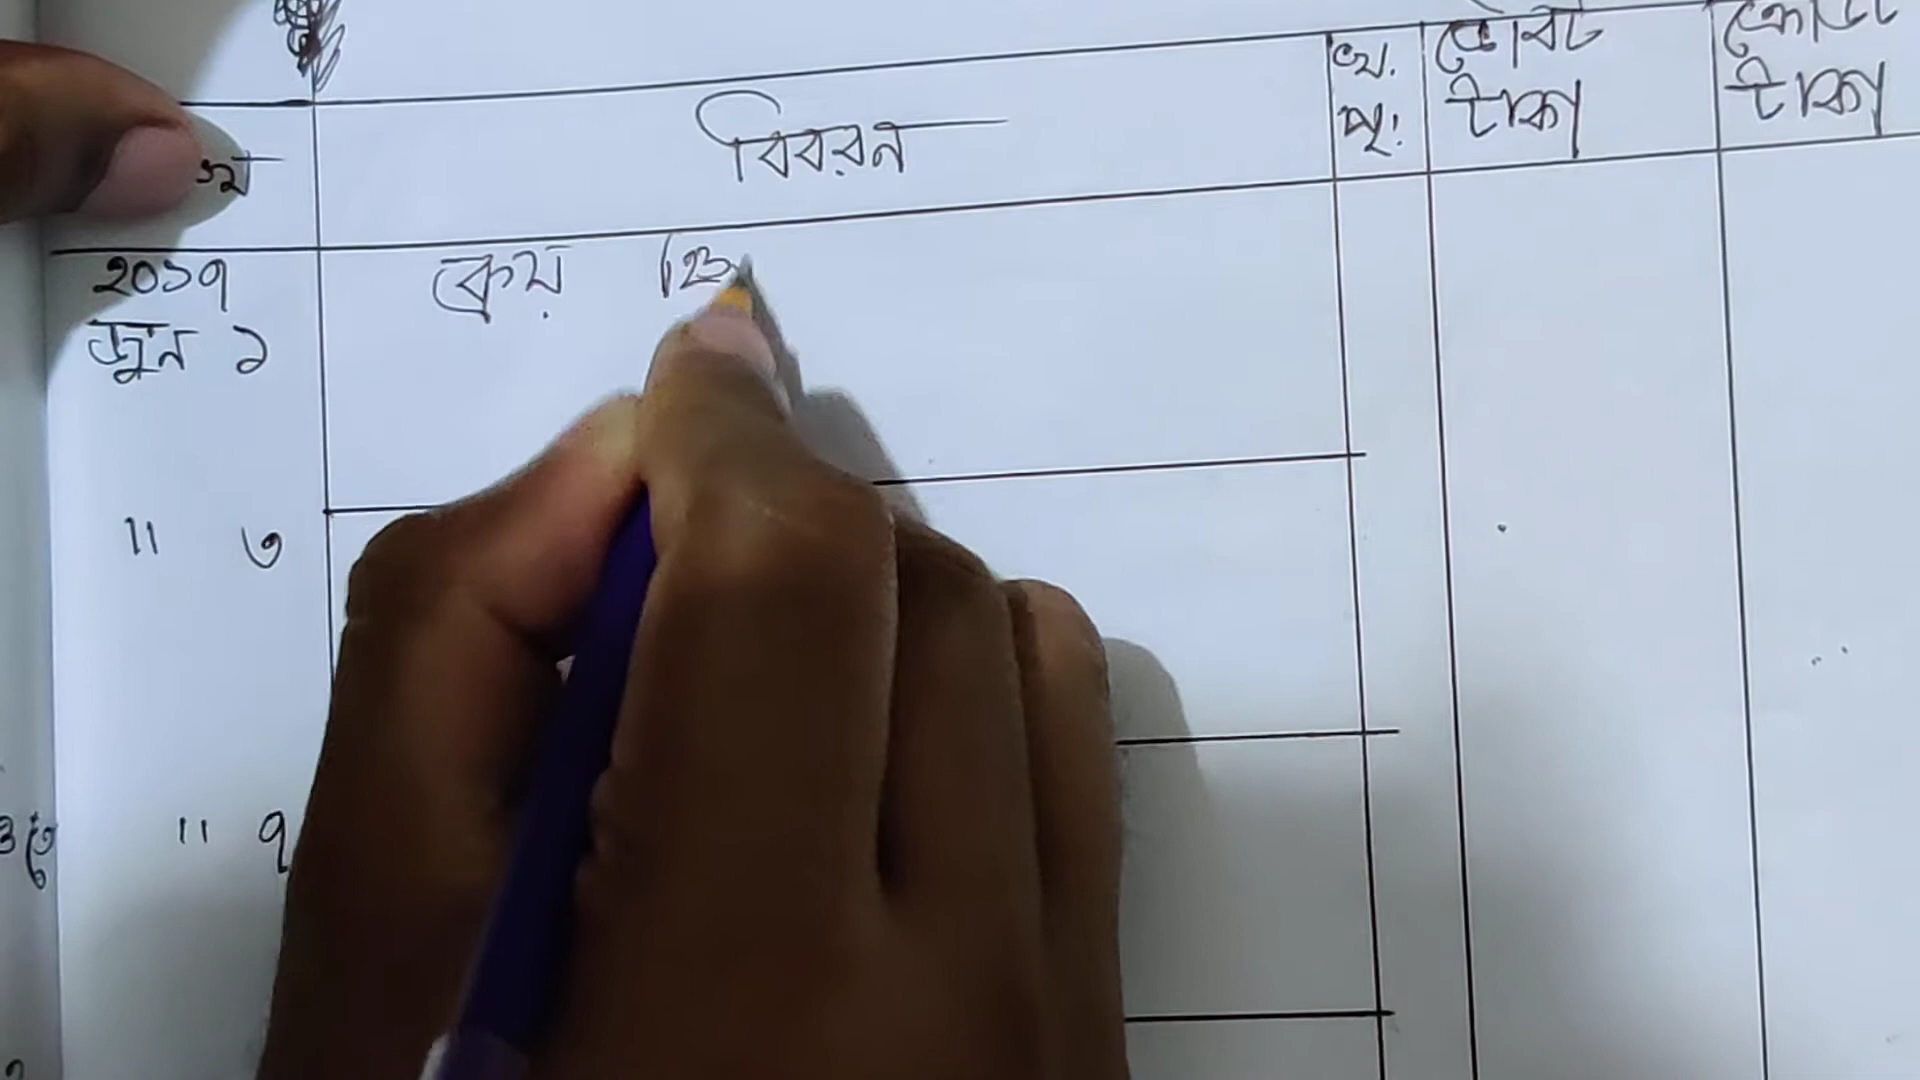 বিবরন
খ.
পৃ:
টাকা
টাকা
২০১৭
জুন ১
ক্রয় হি
" ৩
" ৭